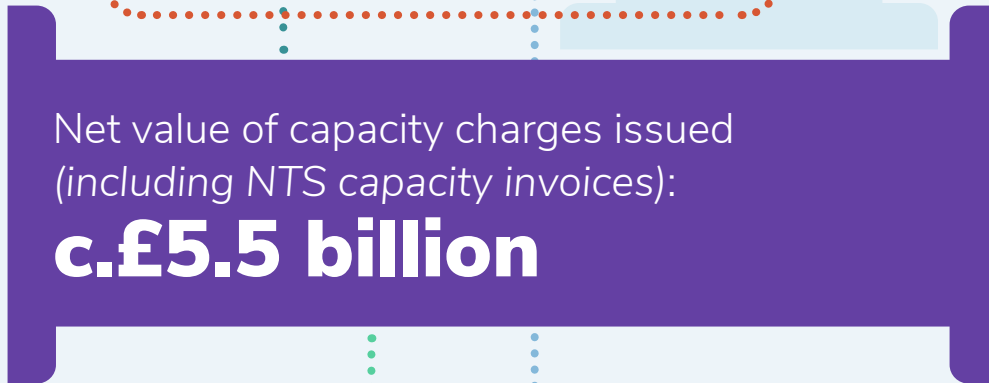 Net value of capacity charges issued
(including NTS capacity invoices):
c.£5.5 billion